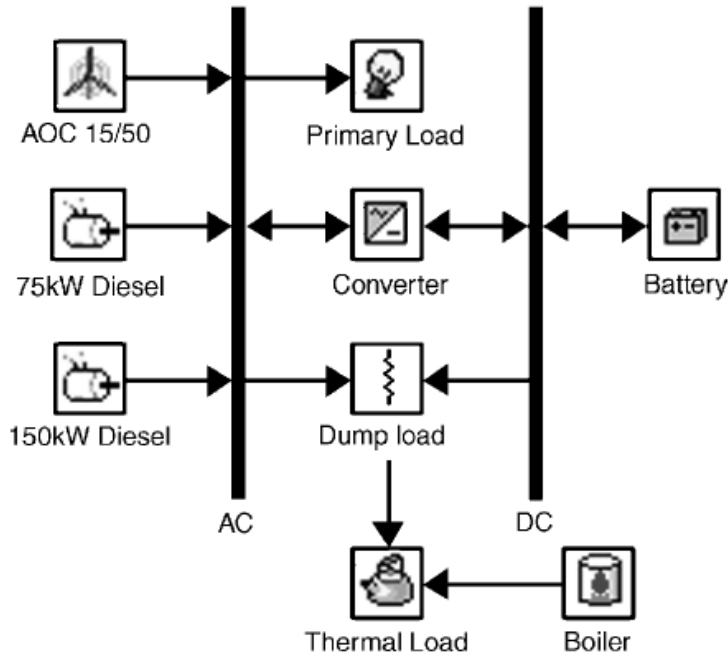 AOC 15/50
Primary Load
75kW Diesel
Converter
Battery
150kW Diesel
Dump load
AC
DC
Thermal Load
Boiler